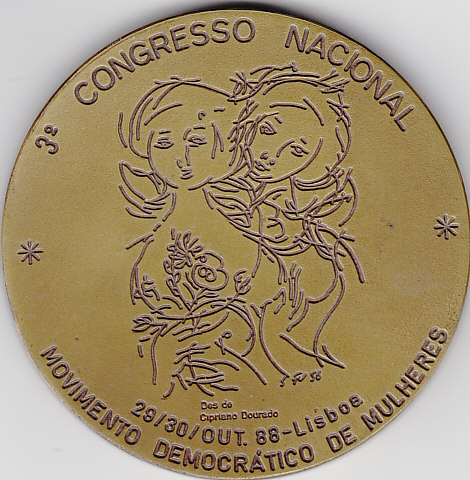 3º CONGRESSO NACIONAL
Des de
Cipriano Dourado
29/30/OUT. 88-Lisboa
MOVIMENTO DEMOCRÁTICO DE MULHERES